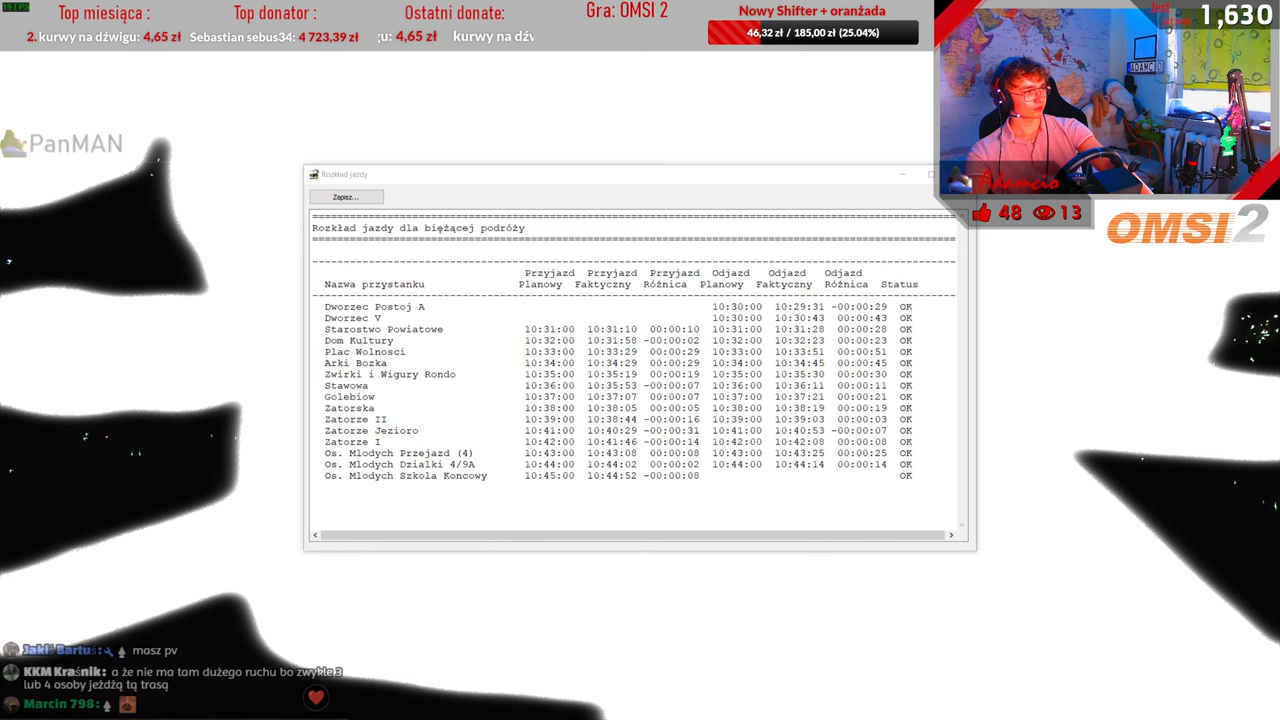 19 FPS
Top miesiąca :
Top donator :
Ostatni donate:
Gra: OMSI 2
Nowy Shifter + oranżada
1,630
2. kurwy na dźwigu: 4,65 zł
Sebastian sebus34: 4 723,39 zł
;u: 4,65 zł kurwy na dźv
46,32 zł / 185,00 zł (25.04%)
ADAMCIO
PanMAN
Adamcio
48 13
OMSI 2
Rozkład jazdy
Zapisz...
Rozkład jazdy dla bieżącej podróży
Przyjazd Przyjazd Przyjazd Odjazd Odjazd Odjazd
Nazwa przystanku Planowy Faktyczny Różnica Planowy Faktyczny Różnica Status
Dworzec Postoj A 10:30:00 10:29:31 -00:00:29 OK
Dworzec V 10:30:00 10:30:43 00:00:43 OK
Starostwo Powiatowe 10:31:00 10:31:10 00:00:10 10:31:00 10:31:28 00:00:28 OK
Dom Kultury 10:32:00 10:31:58 -00:00:02 10:32:00 10:32:23 00:00:23 OK
Plac Wolnosci 10:33:00 10:33:29 00:00:29 10:33:00 10:33:51 00:00:51 OK
Arki Bozka 10:34:00 10:34:29 00:00:29 10:34:00 10:34:45 00:00:45 OK
Zwirki i Wigury Rondo 10:35:00 10:35:19 00:00:19 10:35:00 10:35:30 00:00:30 OK
Stawowa 10:36:00 10:35:53 -00:00:07 10:36:00 10:36:11 00:00:11 OK
Golebiow 10:37:00 10:37:07 00:00:07 10:37:00 10:37:21 00:00:21 OK
Zatorska 10:38:00 10:38:05 00:00:05 10:38:00 10:38:19 00:00:19 OK
Zatorze II 10:39:00 10:38:44 -00:00:16 10:39:00 10:39:03 00:00:03 OK
Zatorze Jezioro 10:41:00 10:40:29 -00:00:31 10:41:00 10:40:53 -00:00:07 OK
Zatorze I 10:42:00 10:41:46 -00:00:14 10:42:00 10:42:08 00:00:08 OK
Os. Mlodych Przejazd (4) 10:43:00 10:43:08 00:00:08 10:43:00 10:43:25 00:00:25 OK
Os. Mlodych Dzialki 4/9A 10:44:00 10:44:02 00:00:02 10:44:00 10:44:14 00:00:14 OK
Os. Mlodych Szkola Koncowy 10:45:00 10:44:52 -00:00:08 OK
Jakiś Bartuś: masz pv
KKM Kraśnik: a że nie ma tam dużego ruchu bo zwykle 3
lub 4 osoby jeżdżą tą trasą
Marcin 798: